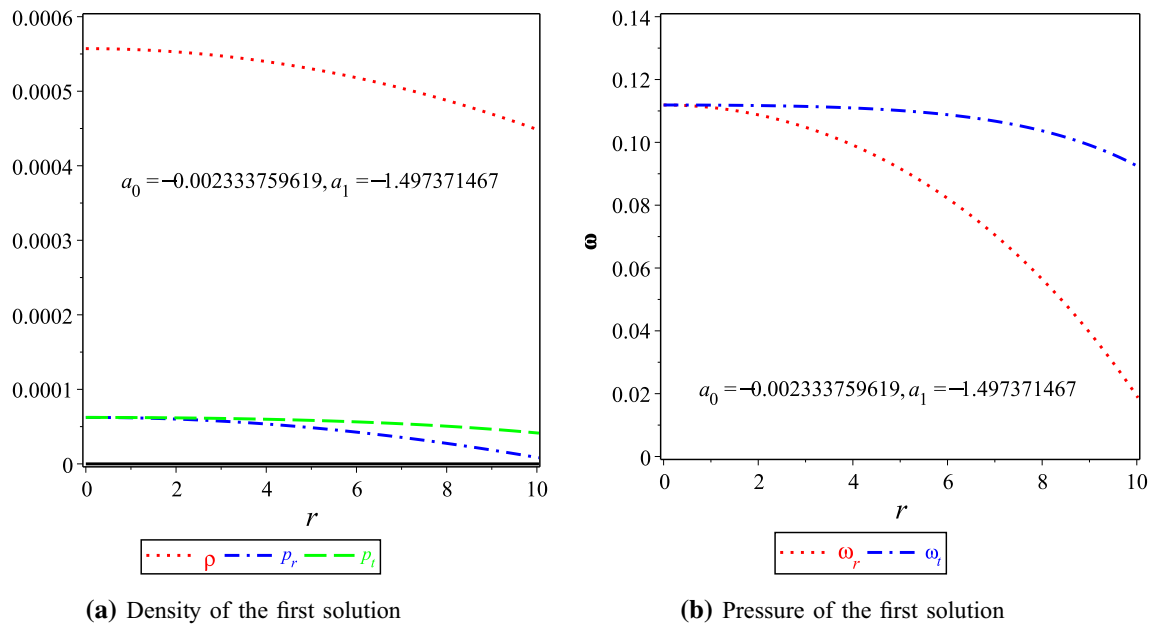 0.0006
0.0005
0.0004
0.0003
0.0002
0.0001
0
a0 = −0.002333759619, a1 = −1.497371467
0 2 4 6 8 10
r
ρ pr pt
(a) Density of the first solution
0.14
0.12
0.10
0.08
0.06
0.04
0.02
0
ω
a0 = −0.002333759619, a1 = −1.497371467
0 2 4 6 8 10
r
ωr ωt
(b) Pressure of the first solution